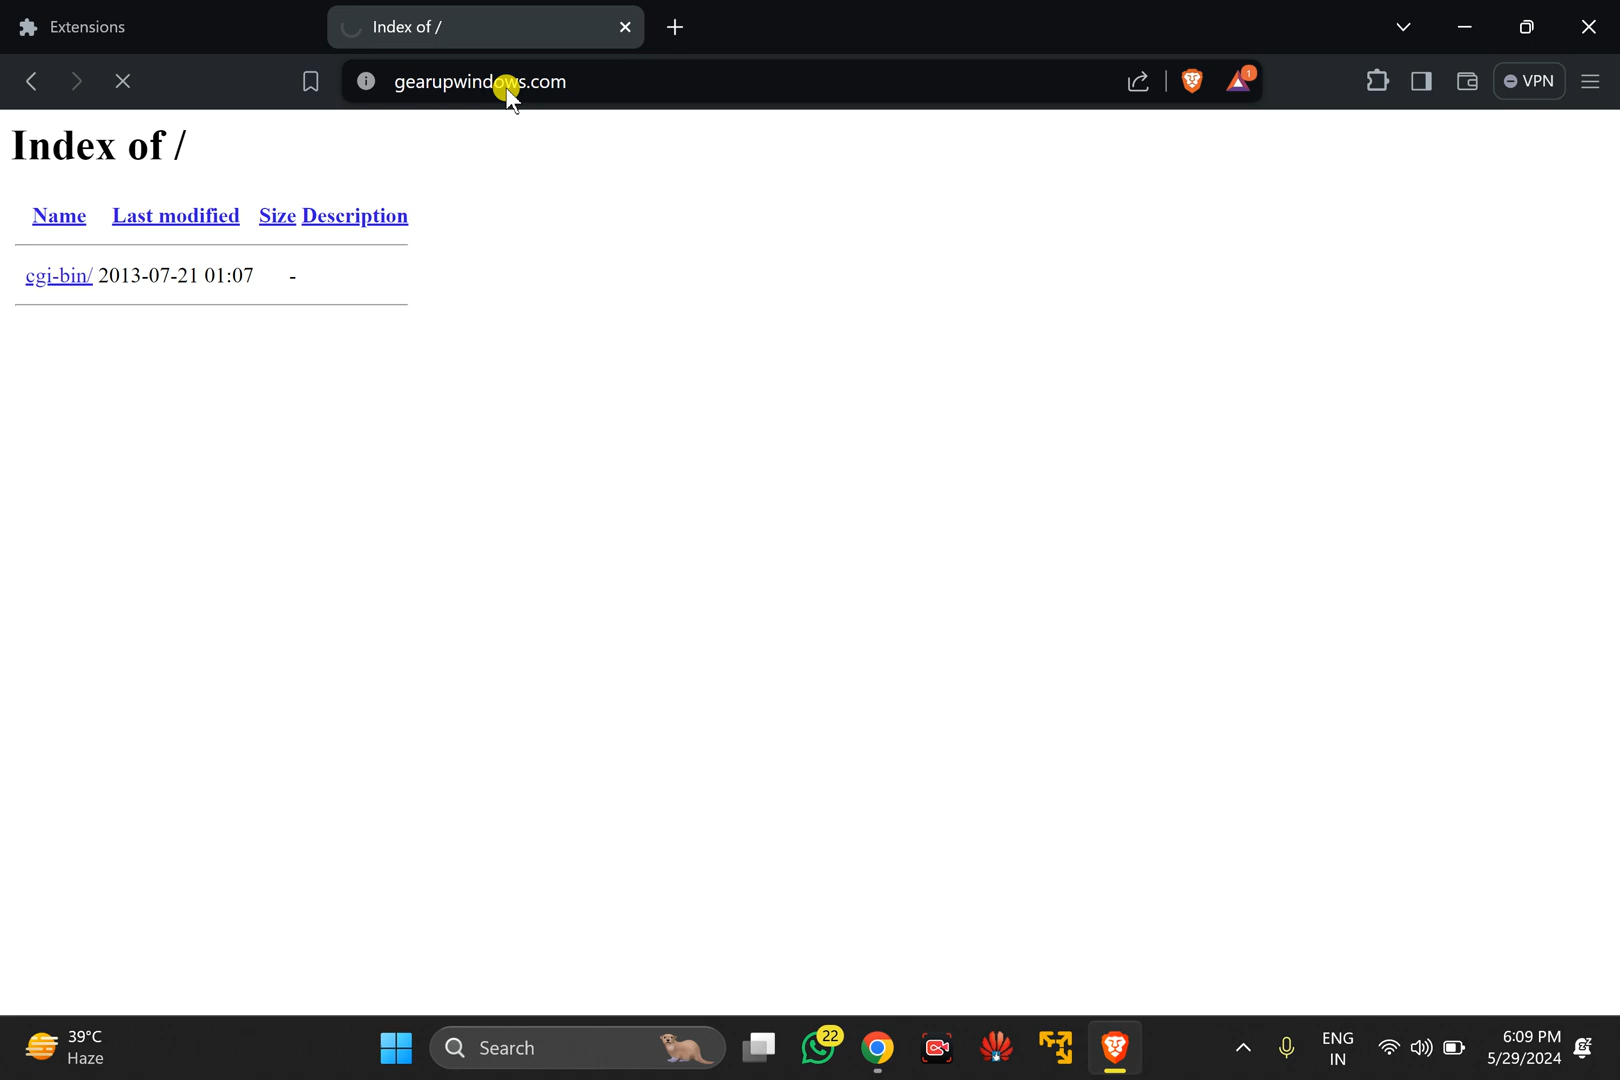 Extensions
Index of /
gearupwindows.com
1
VPN
Index of /
Name Last modified Size Description
cgi-bin/ 2013-07-21 01:07 -
39°C
Haze
Search
22
ENG
IN
6:09 PM
5/29/2024